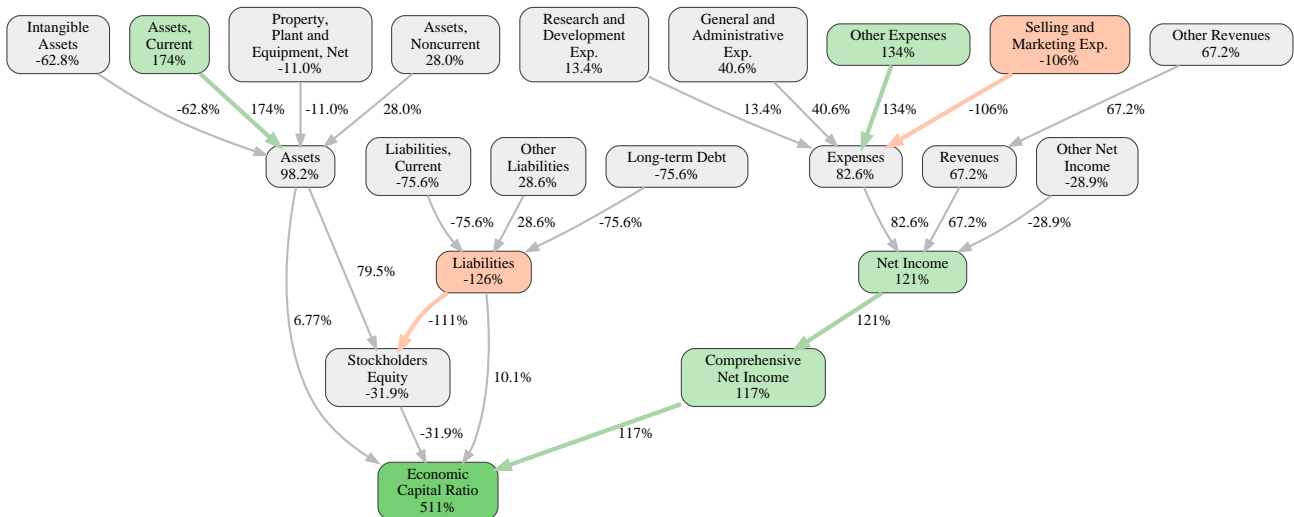 Intangible
Assets
-62.8%
Assets,
Current
174%
Property,
Plant and
Equipment, Net
-11.0%
Assets,
Noncurrent
28.0%
Research and
Development
Exp.
13.4%
General and
Administrative
Exp.
40.6%
Other Expenses
134%
Selling and
Marketing Exp.
-106%
Other Revenues
67.2%
-62.8%
174%
-11.0%
28.0%
13.4%
40.6%
134%
-106%
67.2%
Assets
98.2%
Liabilities,
Current
-75.6%
Other
Liabilities
28.6%
Long-term Debt
-75.6%
Expenses
82.6%
Revenues
67.2%
Other Net
Income
-28.9%
-75.6%
28.6%
-75.6%
82.6%
67.2%
-28.9%
79.5%
Liabilities
-126%
Net Income
121%
6.77%
-111%
121%
Stockholders
Equity
-31.9%
10.1%
Comprehensive
Net Income
117%
-31.9%
117%
Economic
Capital Ratio
511%